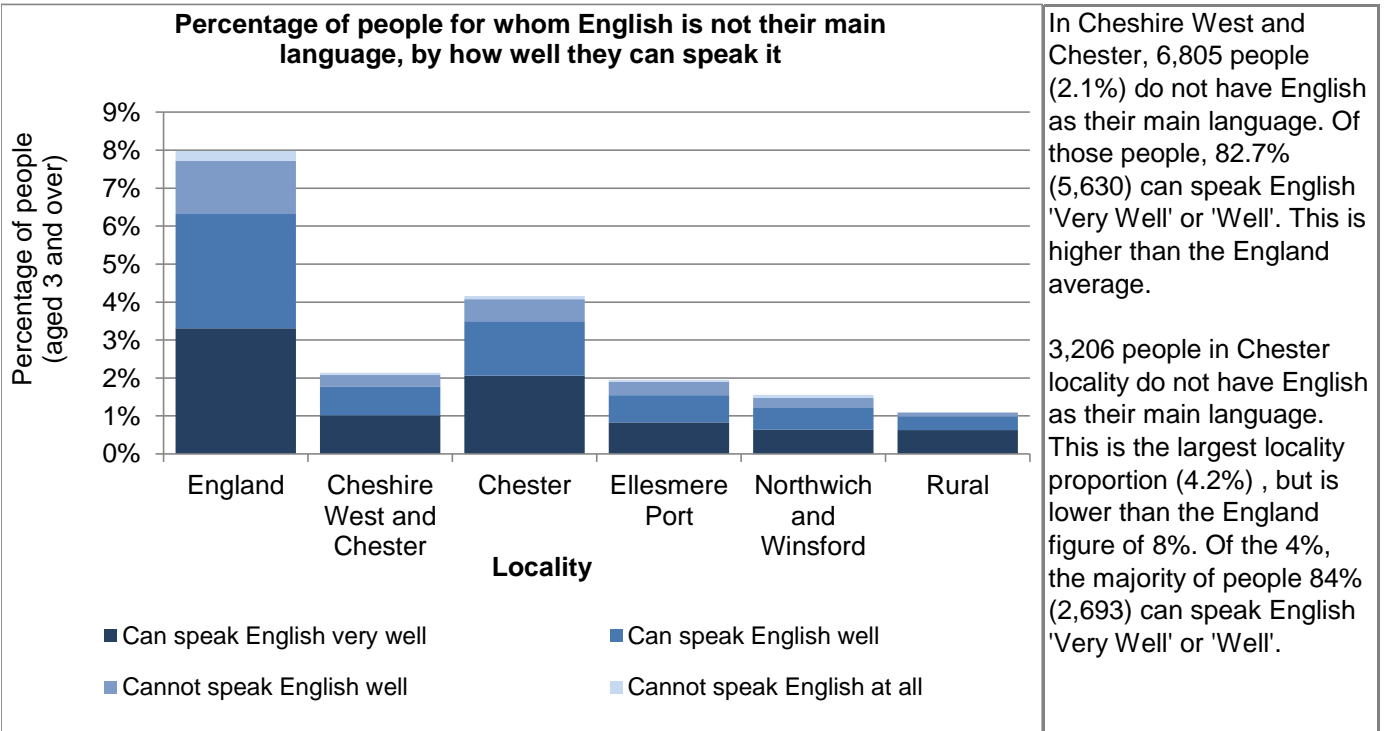 Percentage of people for whom English is not their main
language, by how well they can speak it
Percentage of people
(aged 3 and over)
9%
8%
7%
6%
5%
4%
3%
2%
1%
0%
England
Cheshire
West and
Chester
Chester
Ellesmere
Port
Northwich
and
Winsford
Rural
Locality
Can speak English very well
Can speak English well
Cannot speak English well
Cannot speak English at all
In Cheshire West and
Chester, 6,805 people
(2.1%) do not have English
as their main language. Of
those people, 82.7%
(5,630) can speak English
'Very Well' or 'Well'. This is
higher than the England
average.
3,206 people in Chester
locality do not have English
as their main language.
This is the largest locality
proportion (4.2%) , but is
lower than the England
figure of 8%. Of the 4%,
the majority of people 84%
(2,693) can speak English
'Very Well' or 'Well'.